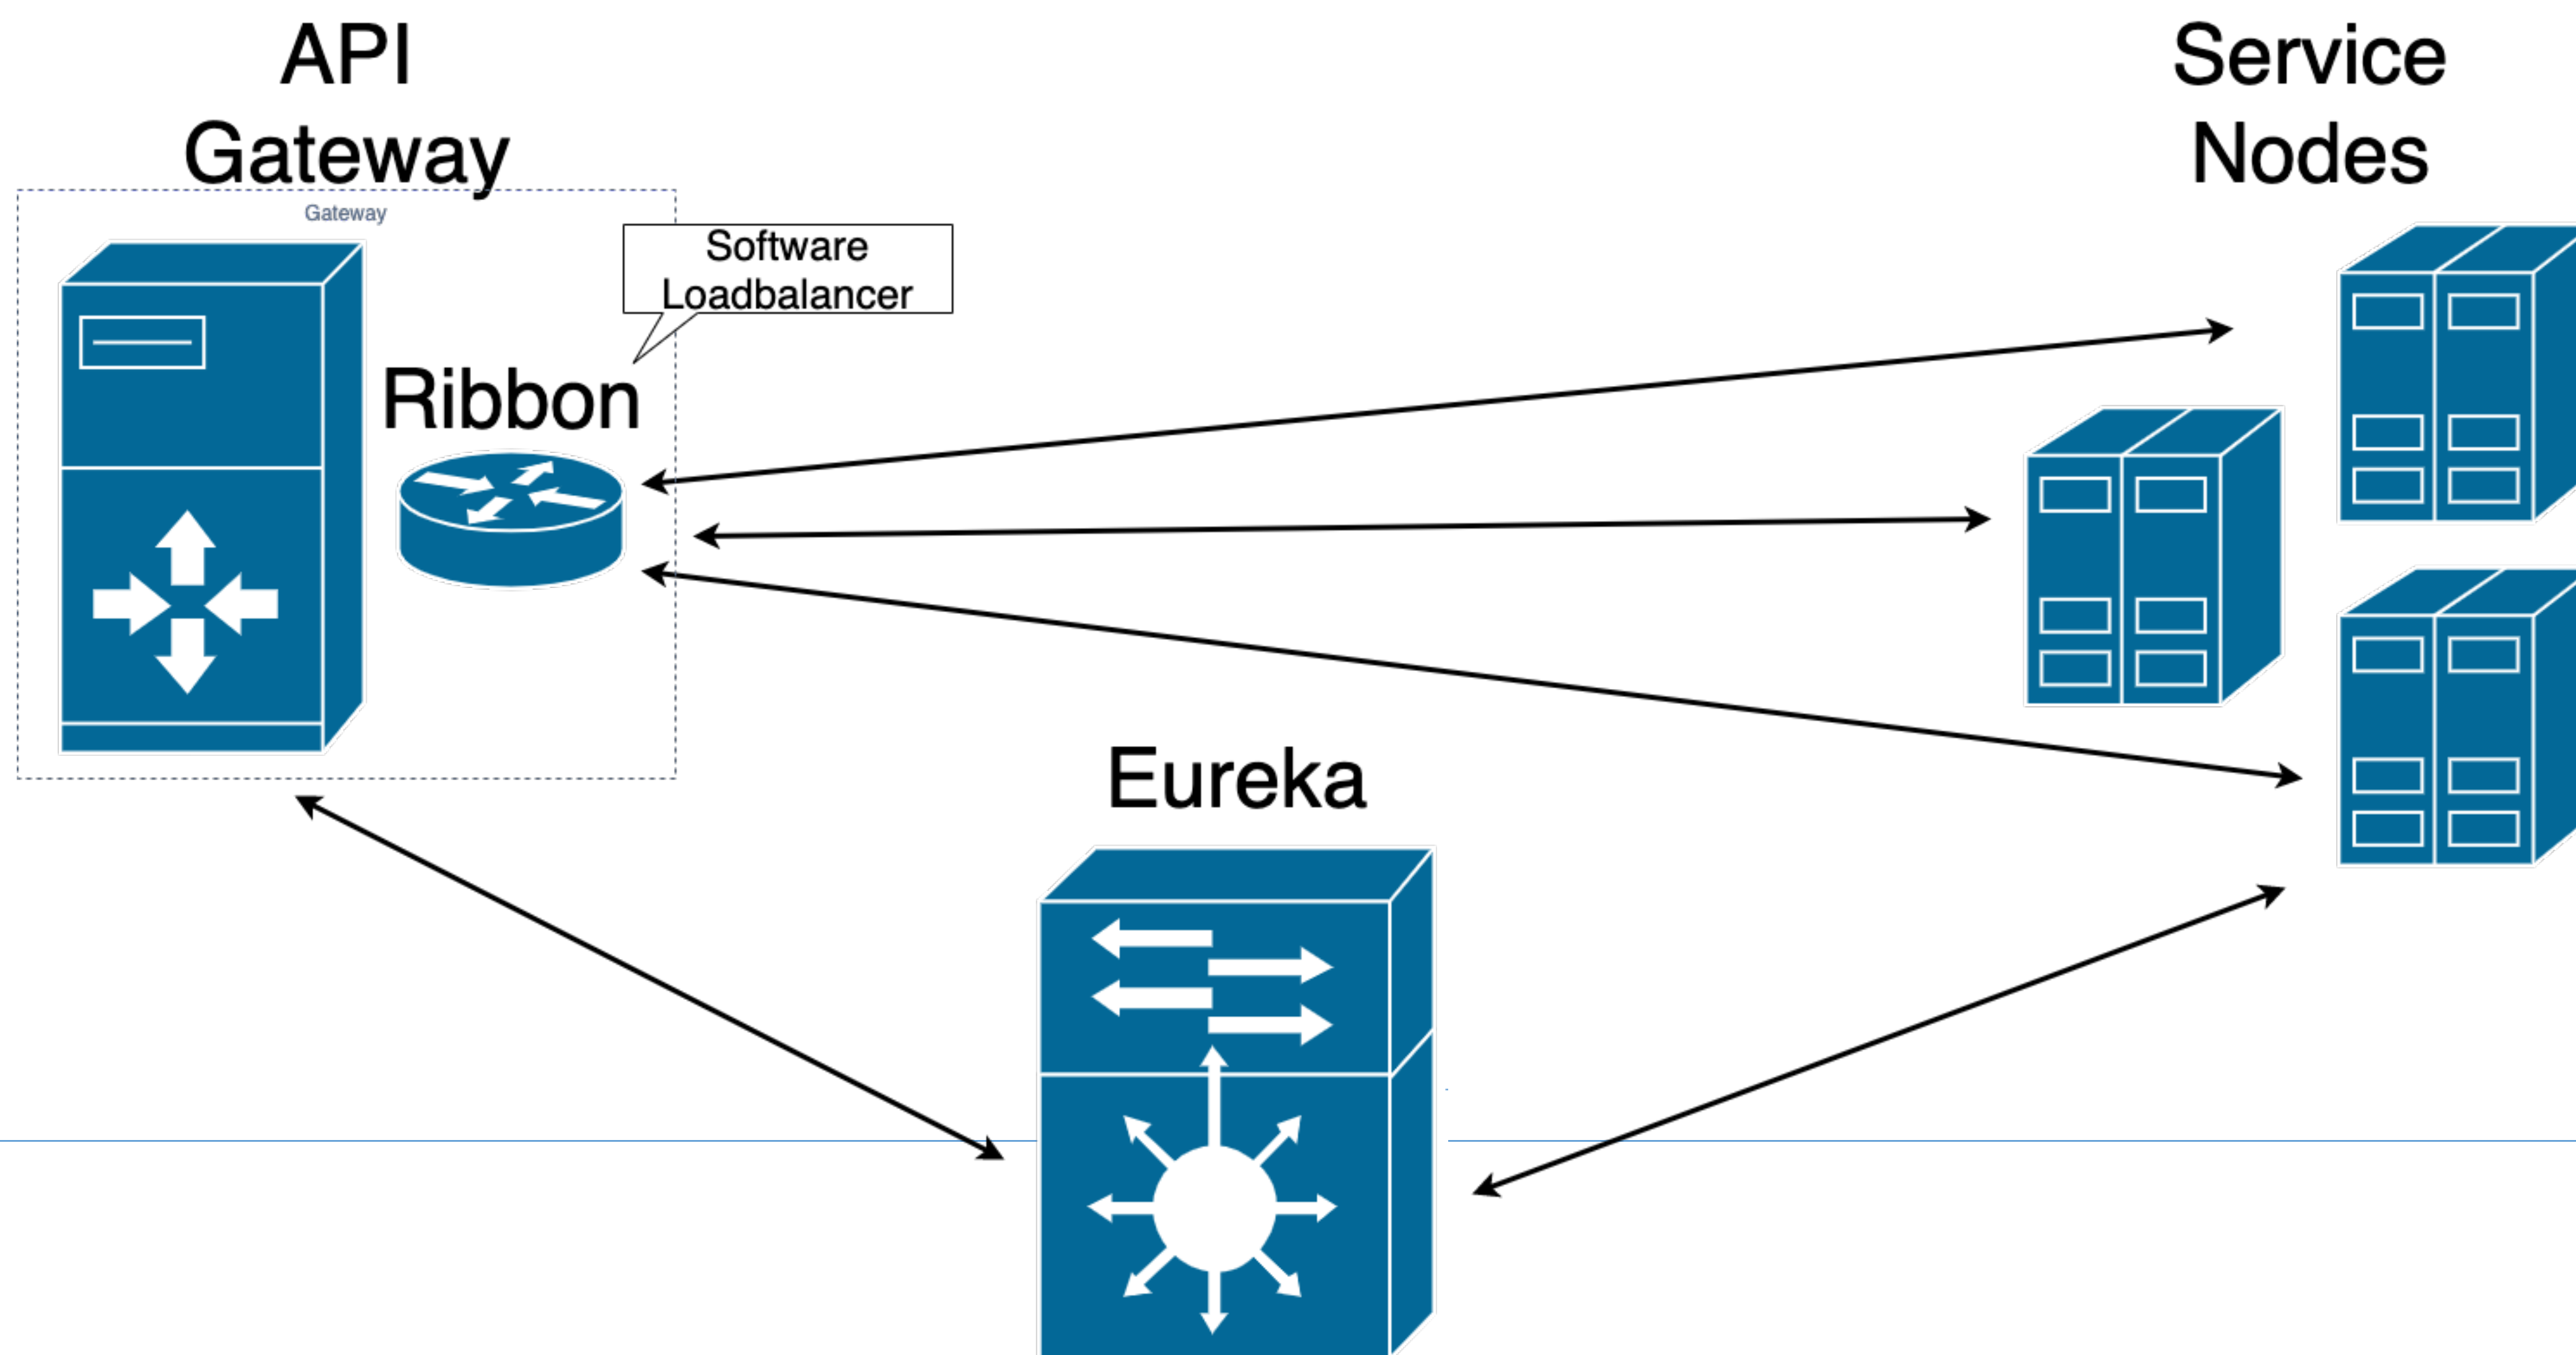 API
Gateway
Gateway
Software
Loadbalancer
Ribbon
Service
Nodes
Eureka